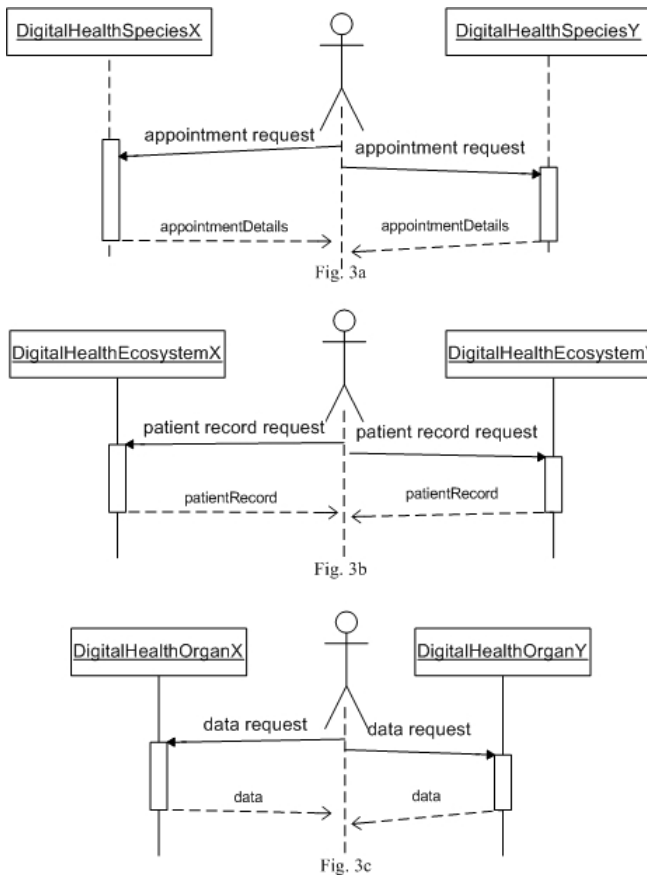 DigitalHealthSpeciesX
DigitalHealthSpeciesY
appointment request
appointment request
appointmentDetails
appointmentDetails
Fig. 3a
DigitalHealthEcosystemX
DigitalHealthEcosystemY
patient record request
patient record request
patientRecord
patientRecord
Fig. 3b
DigitalHealthOrganX
DigitalHealthOrganY
data request
data request
data
data
Fig. 3c